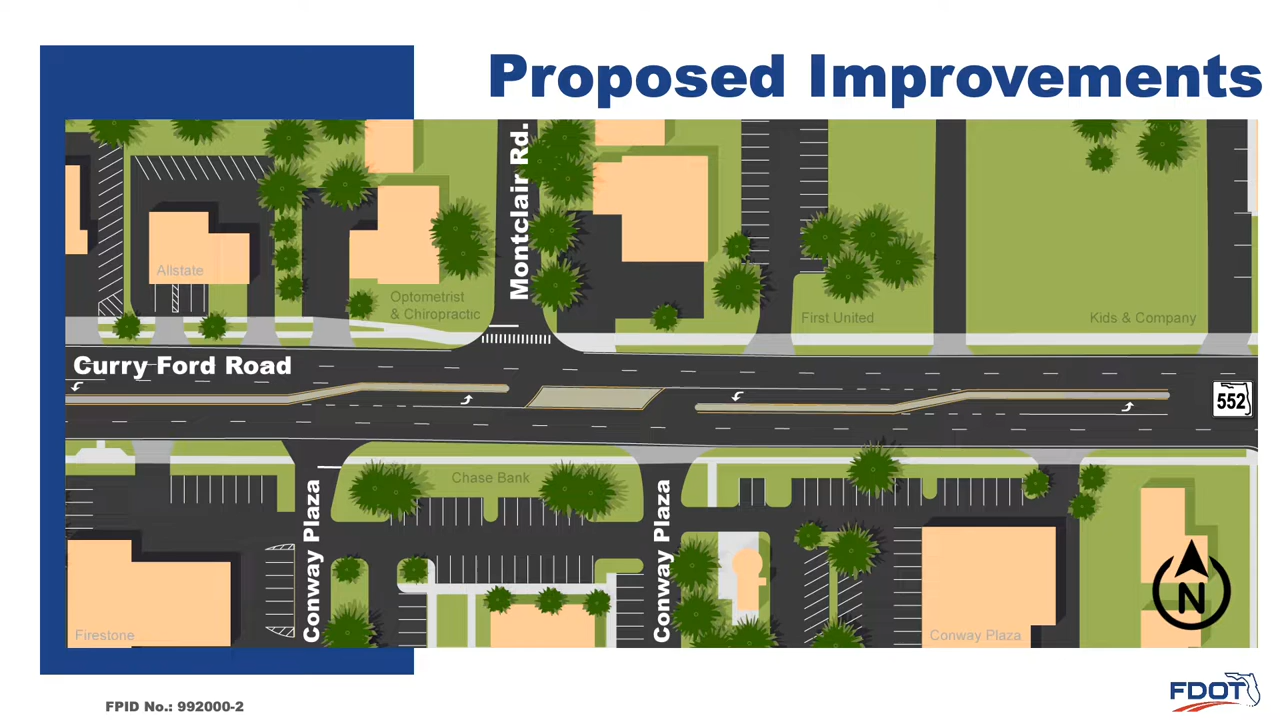 Proposed Improvements
Montclair Rd.
Allstate
Optometrist
& Chiropractic
First United
Kids & Company
Curry Ford Road
552
Chase Bank
Conway Plaza
Conway Plaza
Firestone
Conway Plaza
N
FPID No.: 992000-2
FDOT